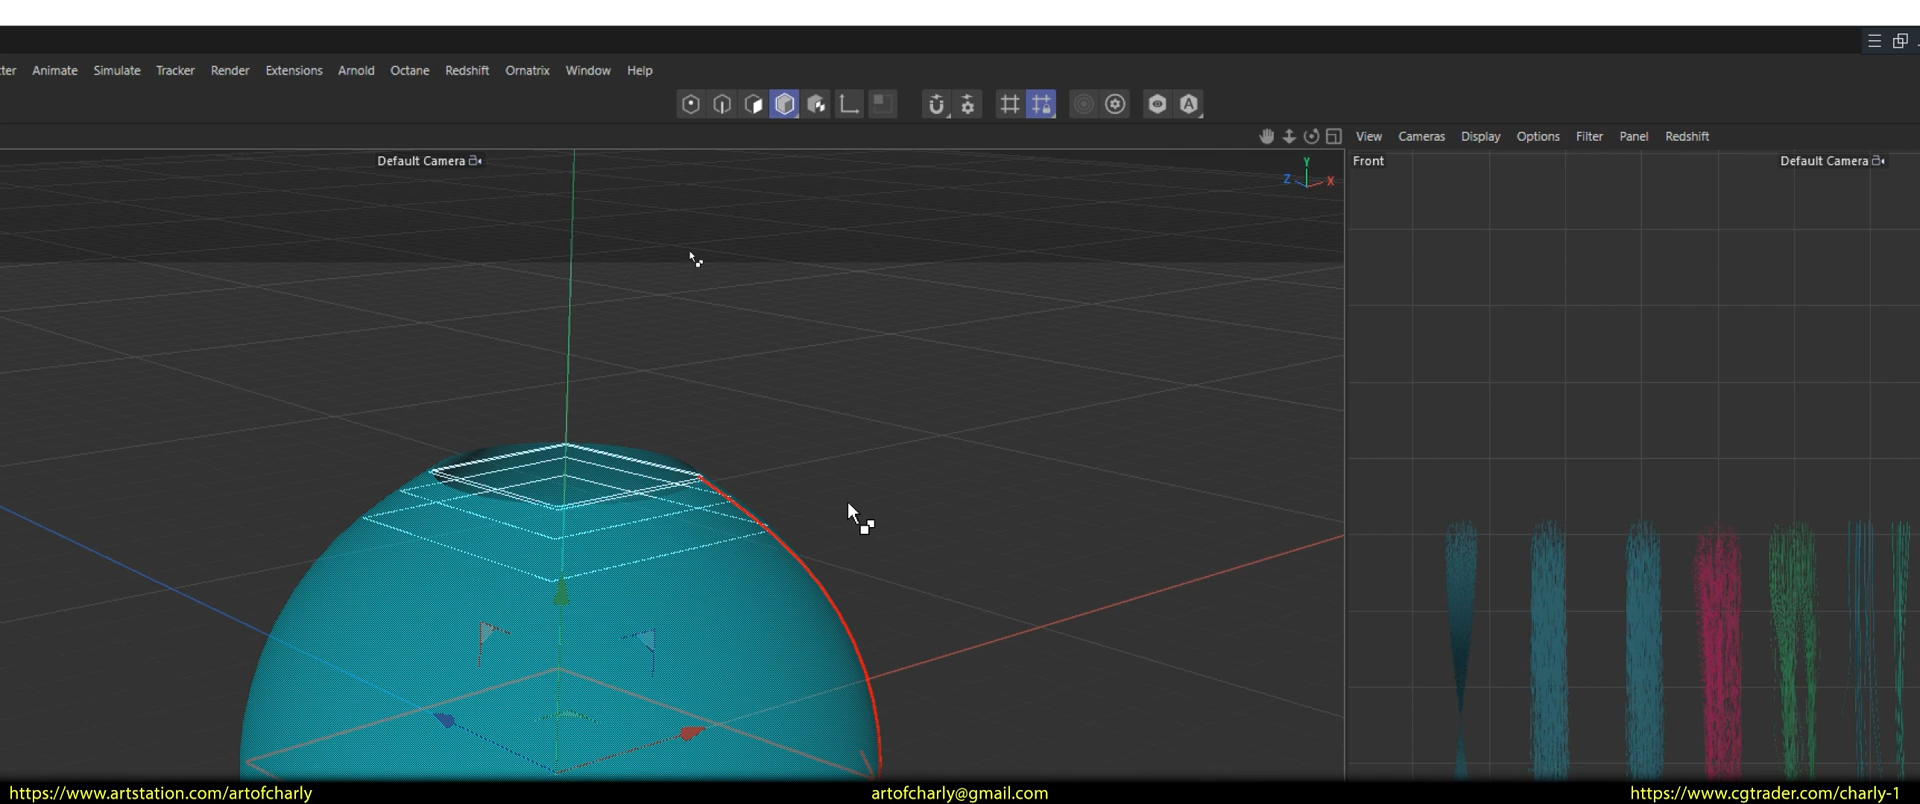 ter Animate Simulate Tracker Render Extensions Arnold Octane Redshift Ornatrix Window Help
A
View Cameras Display Options Filter Panel Redshift
Default Camera
Y
Z X
Front
Default Camera
https://www.artstation.com/artofcharly
artofcharly@gmail.com
https://www.cgtrader.com/charly-1